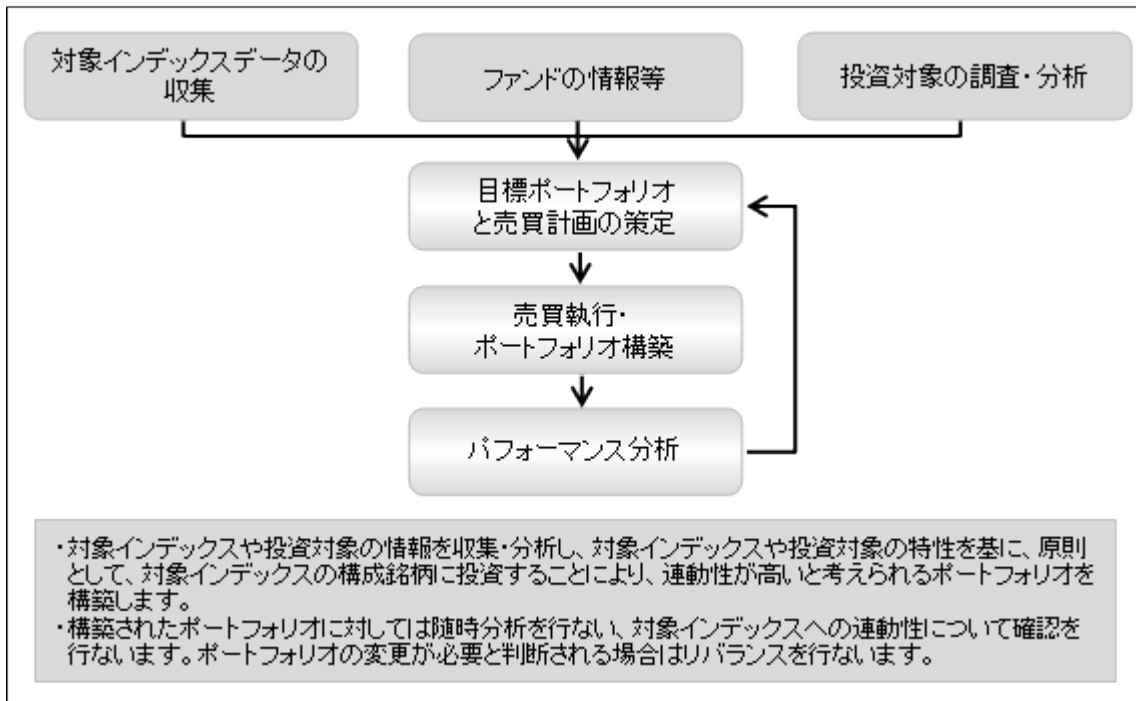 対象インデックスデータの
収集
ファンドの情報等
投資対象の調査・分析
目標ポートフォリオ
と売買計画の策定
売買執行・
ポートフォリオ構築
パフォーマンス分析
・対象インデックスや投資対象の情報を収集・分析し、対象インデックスや投資対象の特性を基に、原則
として、対象インデックスの構成銘柄に投資することにより、連動性が高いと考えられるポートフォリオを
構築します。
・構築されたポートフォリオに対しては随時分析を行ない、対象インデックスへの連動性について確認を
行ないます。ポートフォリオの変更が必要と判断される場合はリバランスを行ないます。